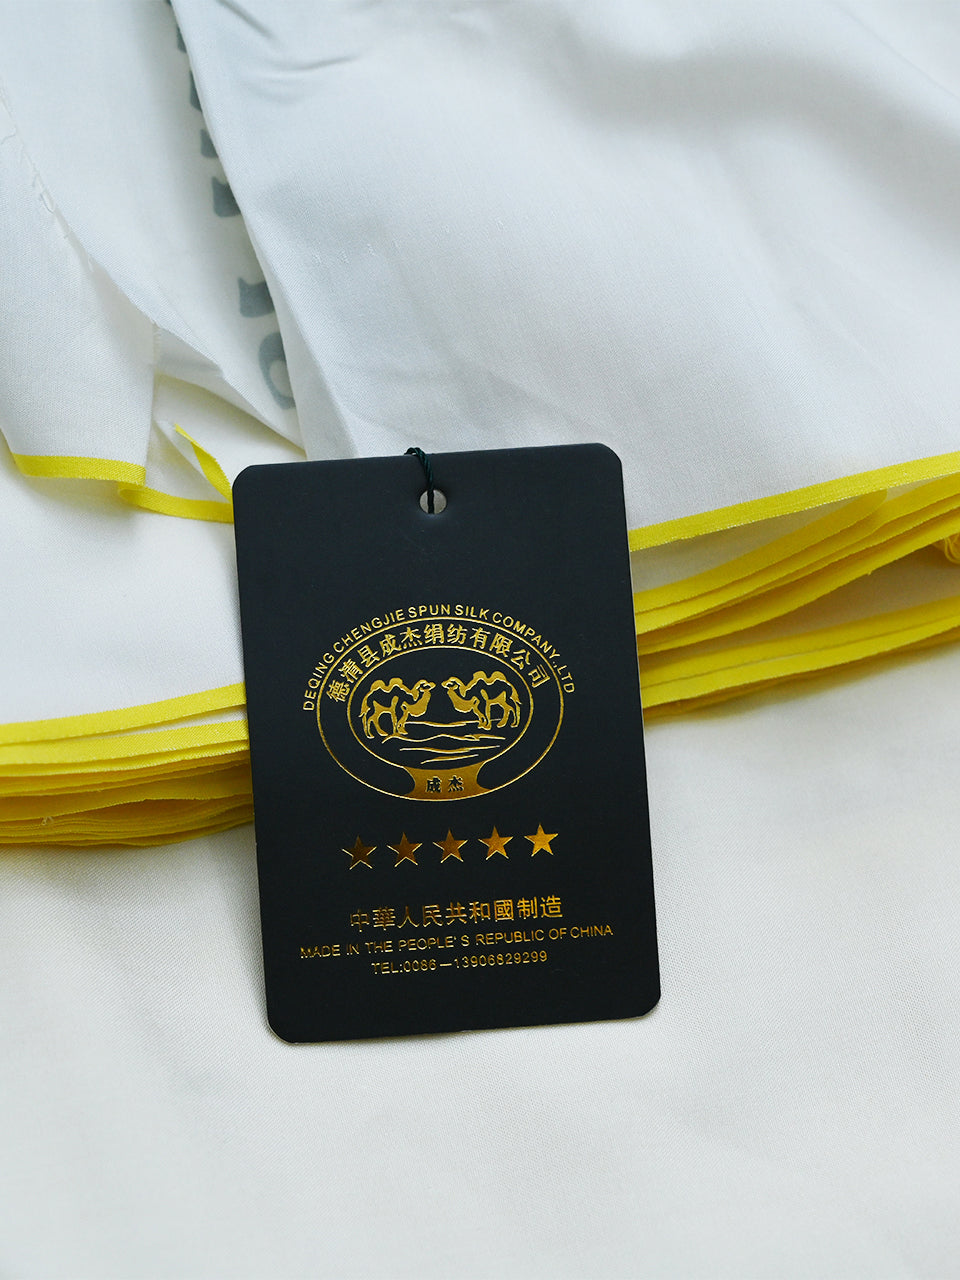 DEQING CHENGJIE SPUN SILK COMPANY.,LTD
德清县成杰绢纺有限公司
成杰
中華人民共和國制造
MADE IN THE PEOPLE'S REPUBLIC OF CHINA
TEL:0086—13906829299